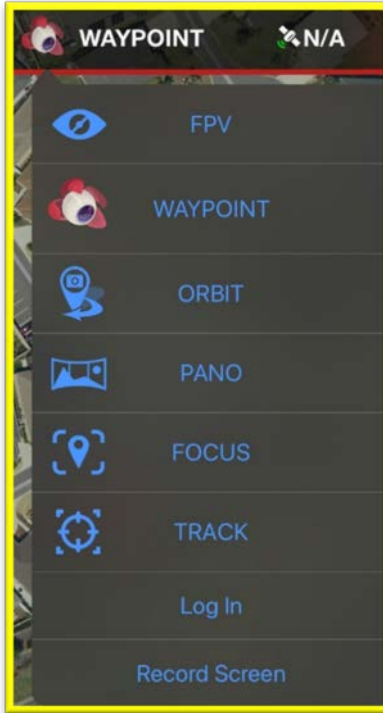 WAYPOINT N/A
FPV
WAYPOINT
ORBIT
PANO
FOCUS
TRACK
Log In
Record Screen